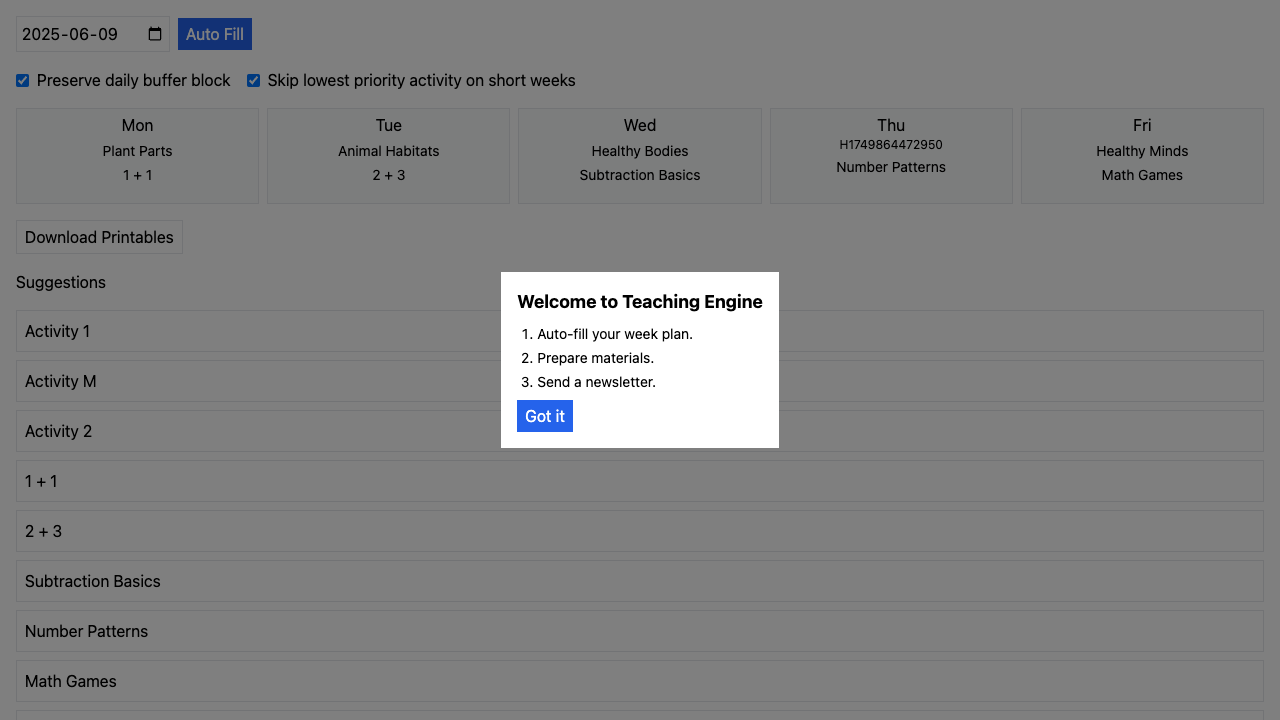 2025-06-09 Auto Fill
Preserve daily buffer block Skip lowest priority activity on short weeks
Mon Tue Wed Thu Fri
H1749864472950
Plant Parts Animal Habitats Healthy Bodies Number Patterns Healthy Minds
1 + 1 2 + 3 Subtraction Basics Math Games
Download Printables
Suggestions
Welcome to Teaching Engine
1. Auto-fill your week plan.
2. Prepare materials.
3. Send a newsletter.
Got it
Activity 1
Activity M
Activity 2
1 + 1
2 + 3
Subtraction Basics
Number Patterns
Math Games